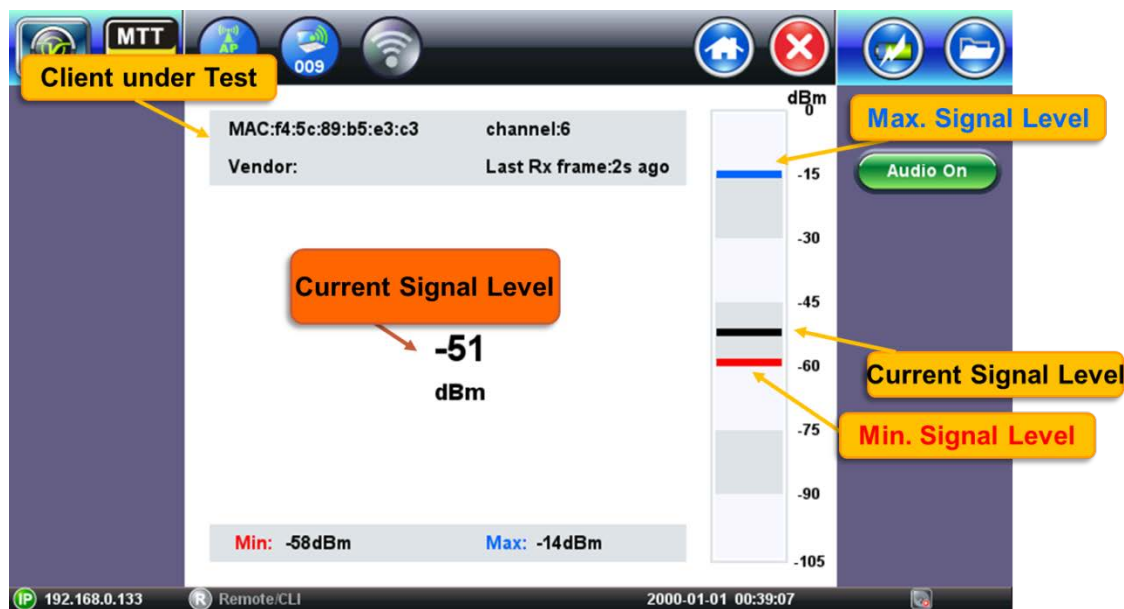 MTT
AP
009
Client under Test
dBm
0
MAC:f4:5c:89:b5:e3:c3 channel:6
Max. Signal Level
Vendor: Last Rx frame:2s ago
-15
Audio On
-30
Current Signal Level
-45
-51
-60
Current Signal Level
dBm
-75
Min. Signal Level
-90
Min: -58dBm Max: -14dBm
-105
IP 192.168.0.133 R Remote/CLI 2000-01-01 00:39:07